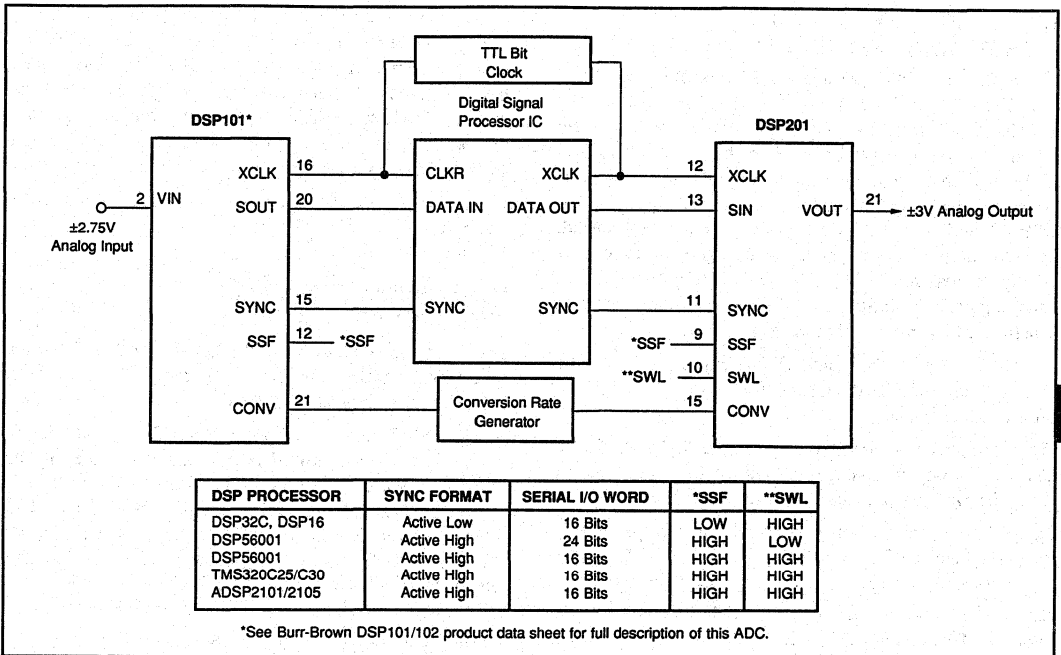 TTL Bit
Clock
Digital Signal
Processor IC
DSP101*
DSP201
XCLK 16
CLKR
XCLK
12 XCLK
2 VIN
SOUT 20
DATA IN
DATA OUT
13 SIN
VOUT 21
±3V Analog Output
±2.75V
Analog Input
SYNC 15
SYNC
SYNC
11 SYNC
SSF 12 *SSF
*SSF 9 SSF
**SWL 10 SWL
CONV 21
Conversion Rate
Generator
15 CONV
DSP PROCESSOR SYNC FORMAT SERIAL I/O WORD *SSF **SWL
DSP32C, DSP16 Active Low 16 Bits LOW HIGH
DSP56001 Active High 24 Bits HIGH LOW
DSP56001 Active High 16 Bits HIGH HIGH
TMS320C25/C30 Active High 16 Bits HIGH HIGH
ADSP2101/2105 Active High 16 Bits HIGH HIGH
*See Burr-Brown DSP101/102 product data sheet for full description of this ADC.